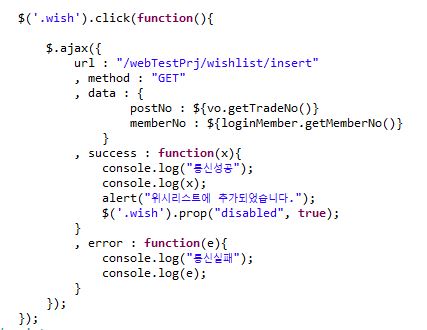 $('.wish').click(function(){
$.ajax({
url : "/webTestPrj/wishlist/insert"
, method : "GET"
, data : {
postNo : ${vo.getTradeNo()}
memberNo : ${loginMember.getMemberNo()}
}
, success : function(x){
console.log("통신성공");
console.log(x);
alert("위시리스트에 추가되었습니다.");
$('.wish').prop("disabled", true);
}
, error : function(e){
console.log("통신실패");
console.log(e);
}
});
});